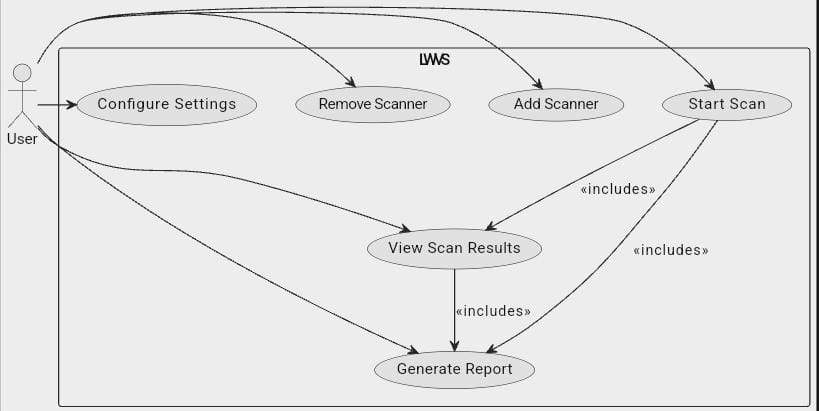 LWVS
Configure Settings
Remove Scanner
Add Scanner
Start Scan
User
«includes»
View Scan Results
«includes»
«includes»
Generate Report